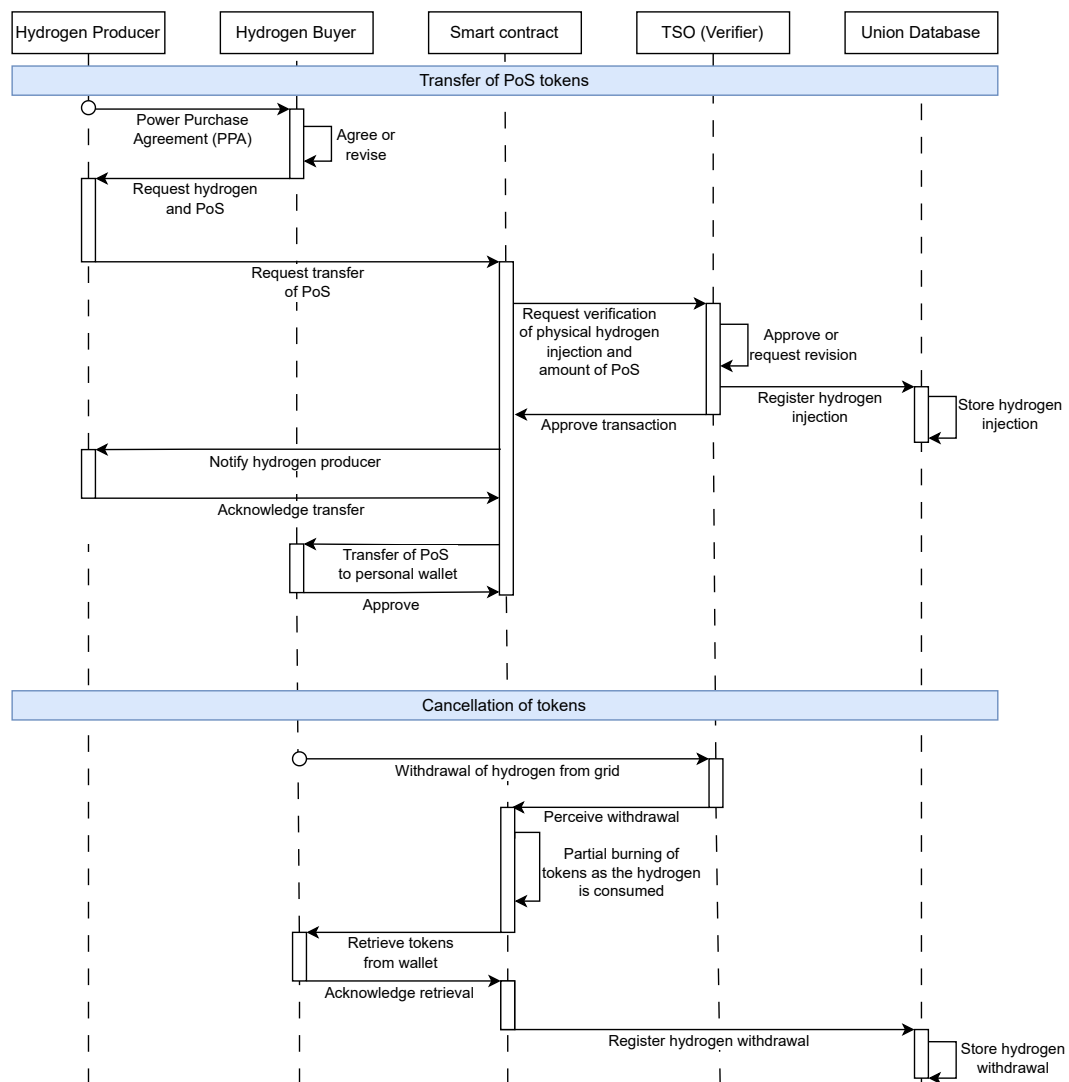 Hydrogen Producer
Hydrogen Buyer
Smart contract
TSO (Verifier)
Union Database
Transfer of PoS tokens
Power Purchase
Agreement (PPA)
Agree or
revise
Request hydrogen
and PoS
Request transfer
of PoS
Request verification
of physical hydrogen
injection and
amount of PoS
Approve or
request revision
Register hydrogen
injection
Store hydrogen
injection
Approve transaction
Notify hydrogen producer
Acknowledge transfer
Transfer of PoS
to personal wallet
Approve
Cancellation of tokens
Withdrawal of hydrogen from grid
Perceive withdrawal
Partial burning of
tokens as the hydrogen
is consumed
Retrieve tokens
from wallet
Acknowledge retrieval
Register hydrogen withdrawal
Store hydrogen
withdrawal